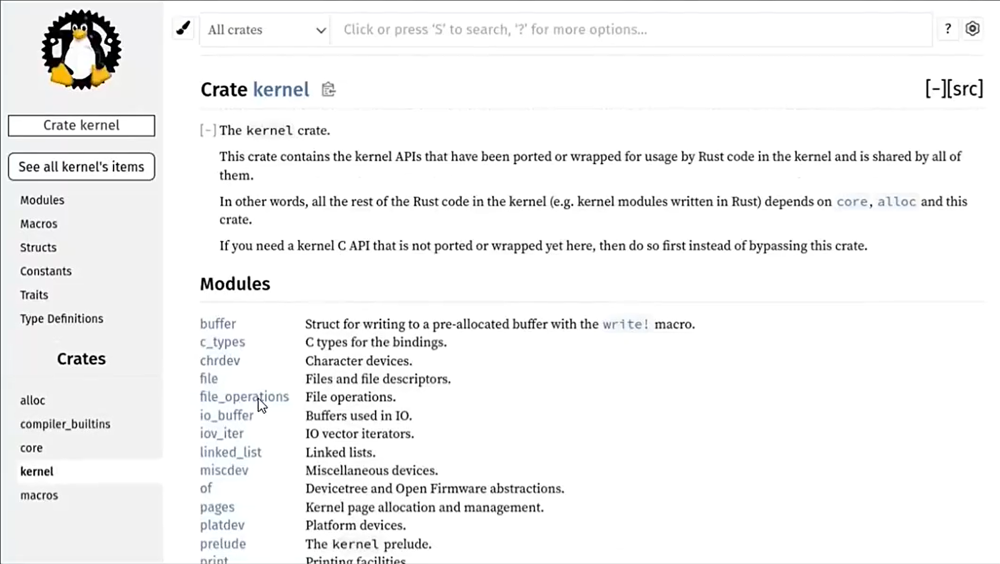 All crates
Click or press ‘S’ to search, ‘?’ for more options...
?
Crate kernel
[-][src]
Crate kernel
See all kernel's items
Modules
Macros
Structs
Constants
Traits
Type Definitions
Crates
alloc
compiler_builtins
core
kernel
macros
[-] The kernel crate.
This crate contains the kernel APIs that have been ported or wrapped for usage by Rust code in the kernel and is shared by all of
them.
In other words, all the rest of the Rust code in the kernel (e.g. kernel modules written in Rust) depends on core, alloc and this
crate.
If you need a kernel C API that is not ported or wrapped yet here, then do so first instead of bypassing this crate.
Modules
buffer Struct for writing to a pre-allocated buffer with the write! macro.
c_types C types for the bindings.
chrdev Character devices.
file Files and file descriptors.
file_operations File operations.
io_buffer Buffers used in IO.
iov_iter IO vector iterators.
linked_list Linked lists.
miscdev Miscellaneous devices.
of Devicetree and Open Firmware abstractions.
pages Kernel page allocation and management.
platdev Platform devices.
prelude The kernel prelude.
print Printing facilities